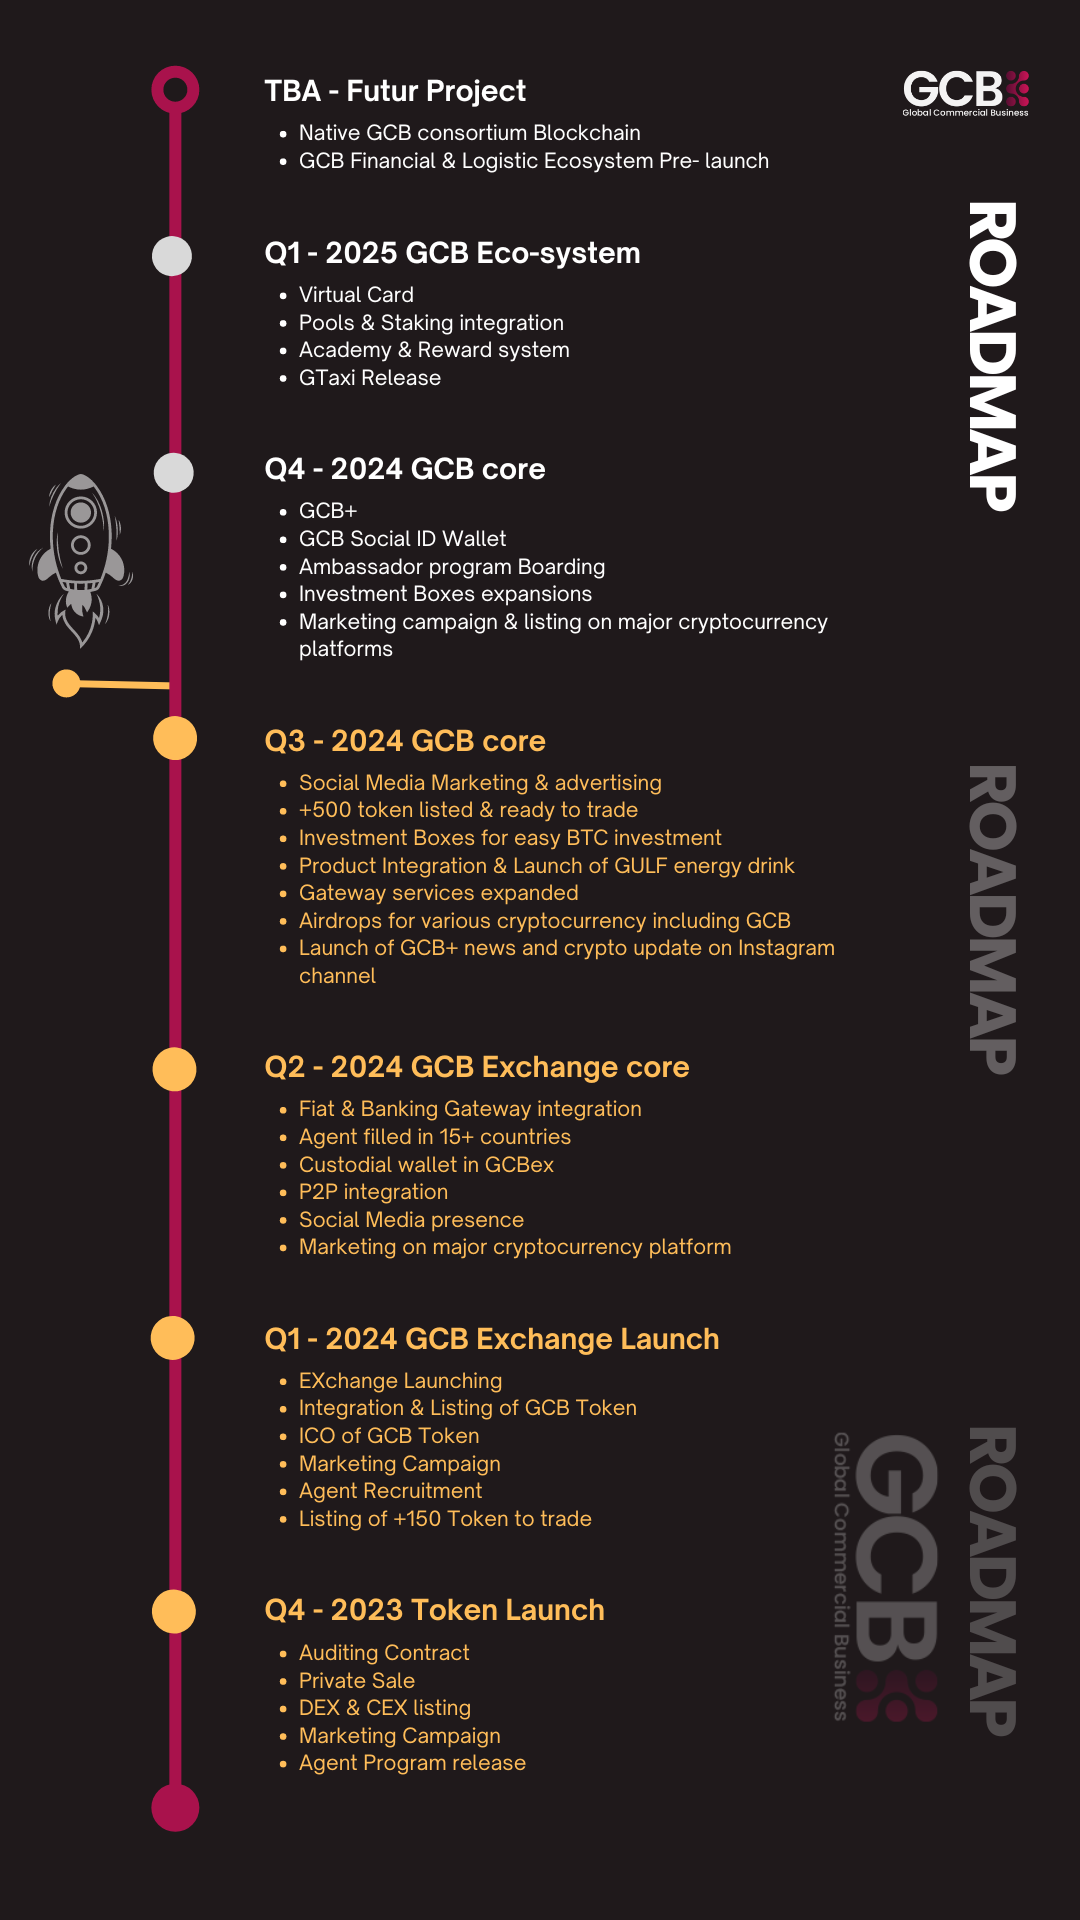 TBA - Futur Project
Native GCB consortium Blockchain
GCB Financial & Logistic Ecosystem Pre- launch
GCB
Global Commercial Business
ROADMAP
Q1 - 2025 GCB Eco-system
Virtual Card
Pools & Staking integration
Academy & Reward system
GTaxi Release
Q4 - 2024 GCB core
GCB+
GCB Social ID Wallet
Ambassador program Boarding
Investment Boxes expansions
Marketing campaign & listing on major cryptocurrency
platforms
Q3 - 2024 GCB core
Social Media Marketing & advertising
+500 token listed & ready to trade
Investment Boxes for easy BTC investment
Product Integration & Launch of GULF energy drink
Gateway services expanded
Airdrops for various cryptocurrency including GCB
Launch of GCB+ news and crypto update on Instagram
channel
ROADMAP
Q2 - 2024 GCB Exchange core
Fiat & Banking Gateway integration
Agent filled in 15+ countries
Custodial wallet in GCBex
P2P integration
Social Media presence
Marketing on major cryptocurrency platform
Q1 - 2024 GCB Exchange Launch
EXchange Launching
Integration & Listing of GCB Token
ICO of GCB Token
Marketing Campaign
Agent Recruitment
Listing of +150 Token to trade
Q4 - 2023 Token Launch
Auditing Contract
Private Sale
DEX & CEX listing
Marketing Campaign
Agent Program release
ROADMAP
GCB
Global Commercial Business